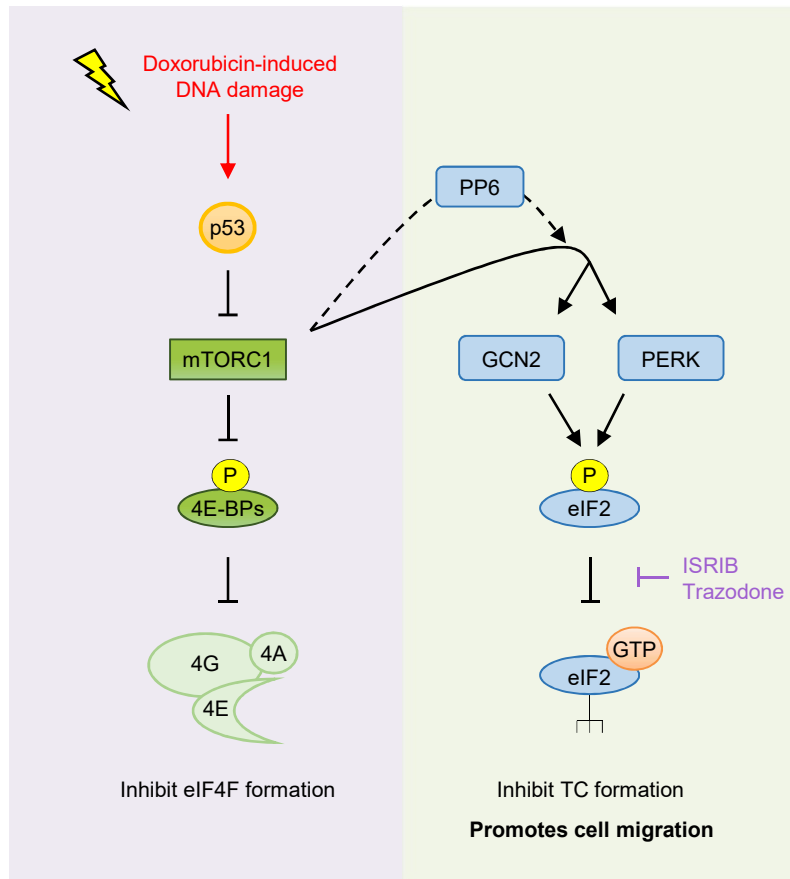 Doxorubicin-induced
DNA damage
p53
mTORC1
P
4E-BPs
4G
4A
4E
Inhibit eIF4F formation
PP6
GCN2
PERK
P
eIF2
ISRIB
Trazodone
GTP
eIF2
Inhibit TC formation
Promotes cell migration